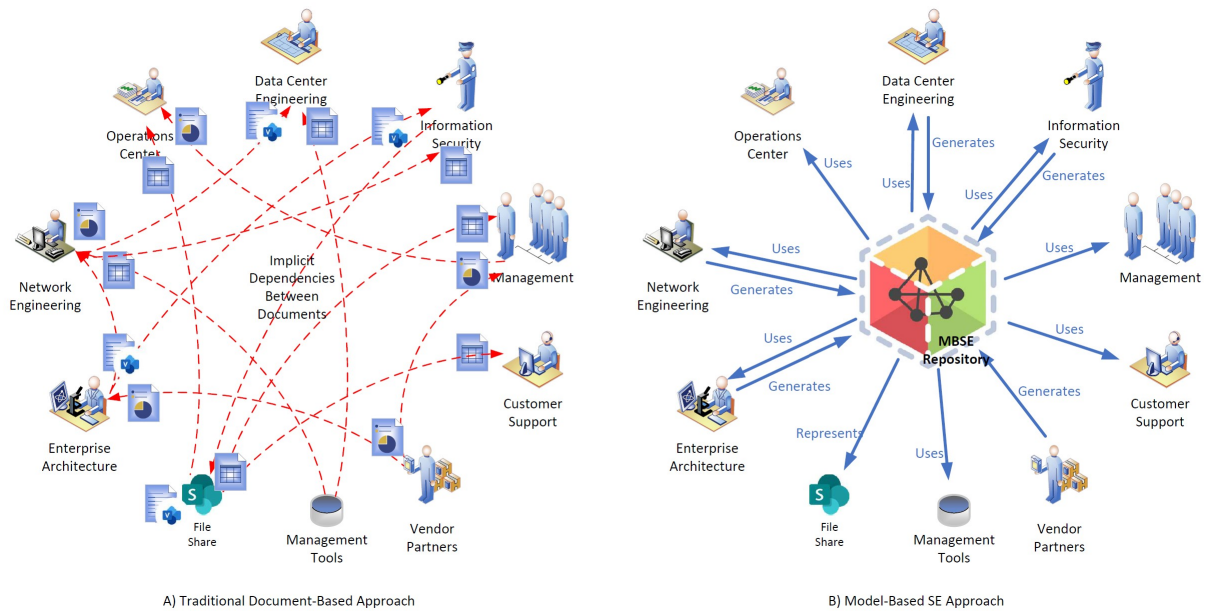 Data Center
Engineering
Operations
Center
Information
Security
Network
Engineering
Implicit
Dependencies
Between
Documents
Management
Customer
Support
Enterprise
Architecture
S
File
Share
Management
Tools
Vendor
Partners
A) Traditional Document-Based Approach
Data Center
Engineering
Operations
Center
Information
Security
Uses
Generates
Uses
Uses
Generates
Network
Engineering
Uses
Generates
Uses
Management
MBSE
Repository
Uses
Uses
Generates
Customer
Support
Generates
Enterprise
Architecture
Represents
Uses
S
File
Share
Management
Tools
Vendor
Partners
B) Model-Based SE Approach